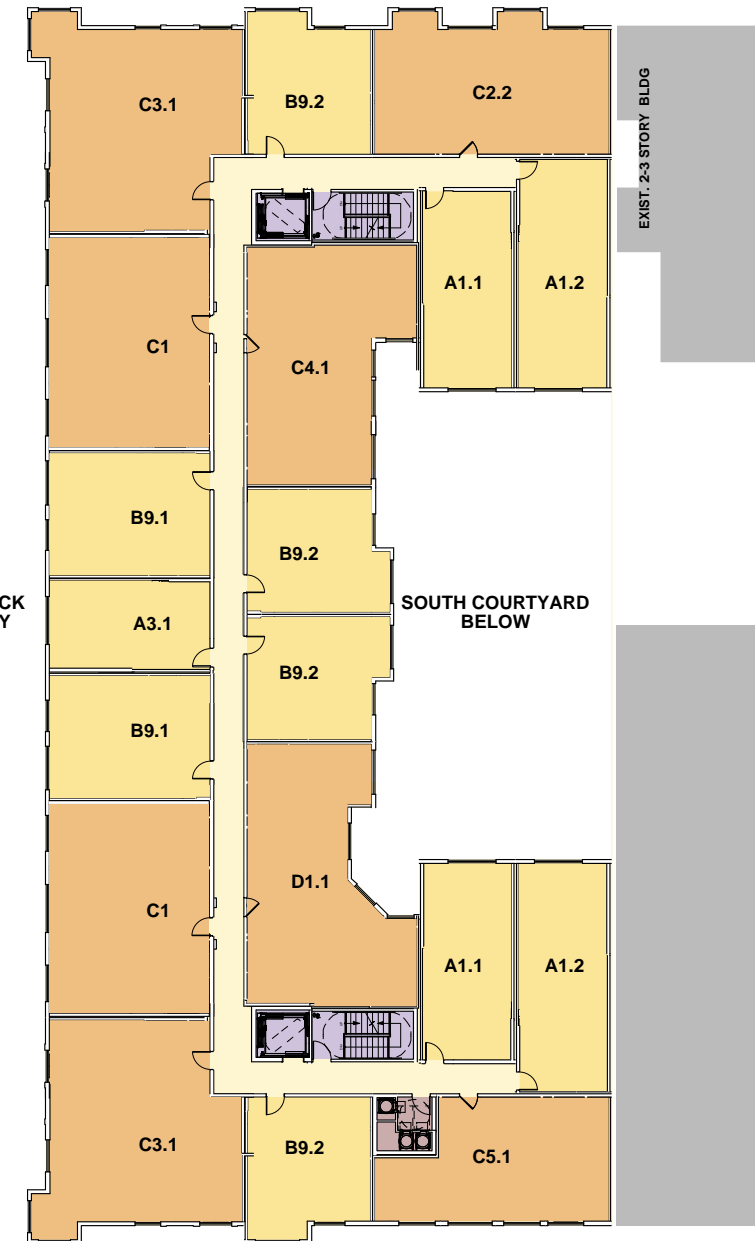 C3.1
B9.2
C2.2
EXIST. 2-3 STORY BLDG
A1.1
A1.2
C1
C4.1
B9.1
B9.2
CK
Y
A3.1
SOUTH COURTYARD
BELOW
B9.2
B9.1
D1.1
C1
A1.1
A1.2
C3.1
B9.2
C5.1